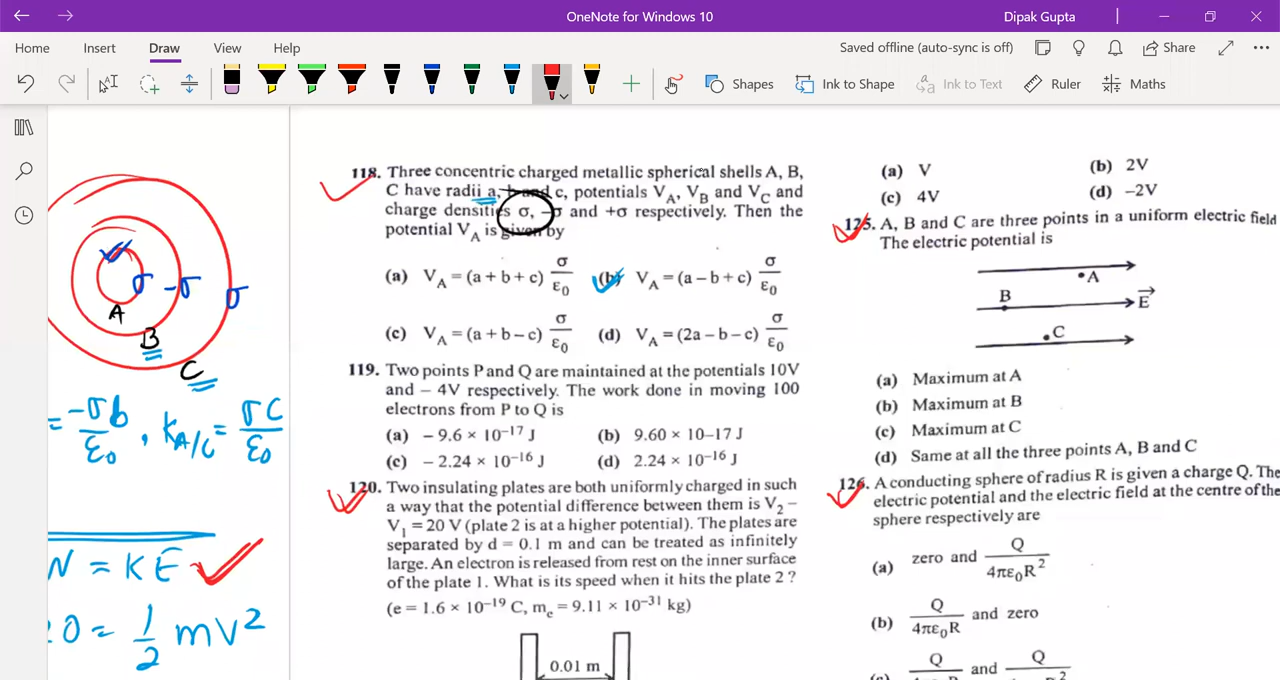 OneNote for Windows 10
Dipak Gupta
Home Insert Draw View Help
Saved offline (auto-sync is off)
Share
Shapes
Ink to Shape
Ink to Text
Ruler
Maths
A
B
C
σ
-σ
σ
= -σb/ε₀ , K A/C = σC/ε₀
N = KE
20 = 1/2 mv²
118. Three concentric charged metallic spherical shells A, B,
C have radii a, b and c, potentials V_A, V_B and V_C and
charge densities σ, –σ and +σ respectively. Then the
potential V_A is given by
(a) V_A = (a + b + c) σ/ε₀ (b) V_A = (a – b + c) σ/ε₀
(c) V_A = (a + b – c) σ/ε₀ (d) V_A = (2a – b – c) σ/ε₀
119. Two points P and Q are maintained at the potentials 10V
and – 4V respectively. The work done in moving 100
electrons from P to Q is
(a) – 9.6 × 10⁻¹⁷ J (b) 9.60 × 10–17 J
(c) – 2.24 × 10⁻¹⁶ J (d) 2.24 × 10⁻¹⁶ J
120. Two insulating plates are both uniformly charged in such
a way that the potential difference between them is V₂ –
V₁ = 20 V (plate 2 is at a higher potential). The plates are
separated by d = 0.1 m and can be treated as infinitely
large. An electron is released from rest on the inner surface
of the plate 1. What is its speed when it hits the plate 2 ?
(e = 1.6 × 10⁻¹⁹ C, mₑ = 9.11 × 10⁻³¹ kg)
0.01 m
(a) V (b) 2V
(c) 4V (d) –2V
125. A, B and C are three points in a uniform electric field
The electric potential is
A
B
E
C
(a) Maximum at A
(b) Maximum at B
(c) Maximum at C
(d) Same at all the three points A, B and C
126. A conducting sphere of radius R is given a charge Q. The
electric potential and the electric field at the centre of the
sphere respectively are
(a) zero and Q/4πε₀R²
(b) Q/4πε₀R and zero
Q and Q